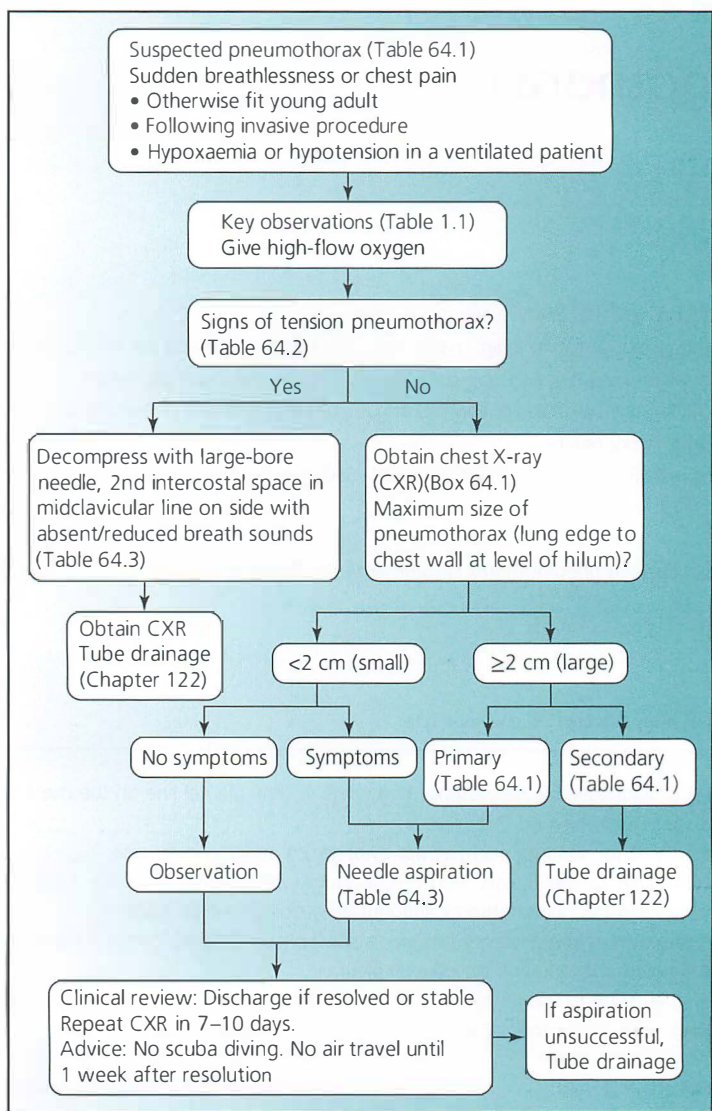 Suspected pneumothorax (Table 64.1)
Sudden breathlessness or chest pain
• Otherwise fit young adult
• Following invasive procedure
• Hypoxaemia or hypotension in a ventilated patient
Key observations (Table 1.1)
Give high-flow oxygen
Signs of tension pneumothorax?
(Table 64.2)
Yes
No
Decompress with large-bore
needle, 2nd intercostal space in
midclavicular line on side with
absent/reduced breath sounds
(Table 64.3)
Obtain chest X-ray
(CXR)(Box 64.1)
Maximum size of
pneumothorax (lung edge to
chest wall at level of hilum)?
Obtain CXR
Tube drainage
(Chapter 122)
<2 cm (small)
≥2 cm (large)
No symptoms
Symptoms
Primary
(Table 64.1)
Secondary
(Table 64.1)
Observation
Needle aspiration
(Table 64.3)
Tube drainage
(Chapter 122)
Clinical review: Discharge if resolved or stable
Repeat CXR in 7–10 days.
Advice: No scuba diving. No air travel until
1 week after resolution
If aspiration
unsuccessful,
Tube drainage